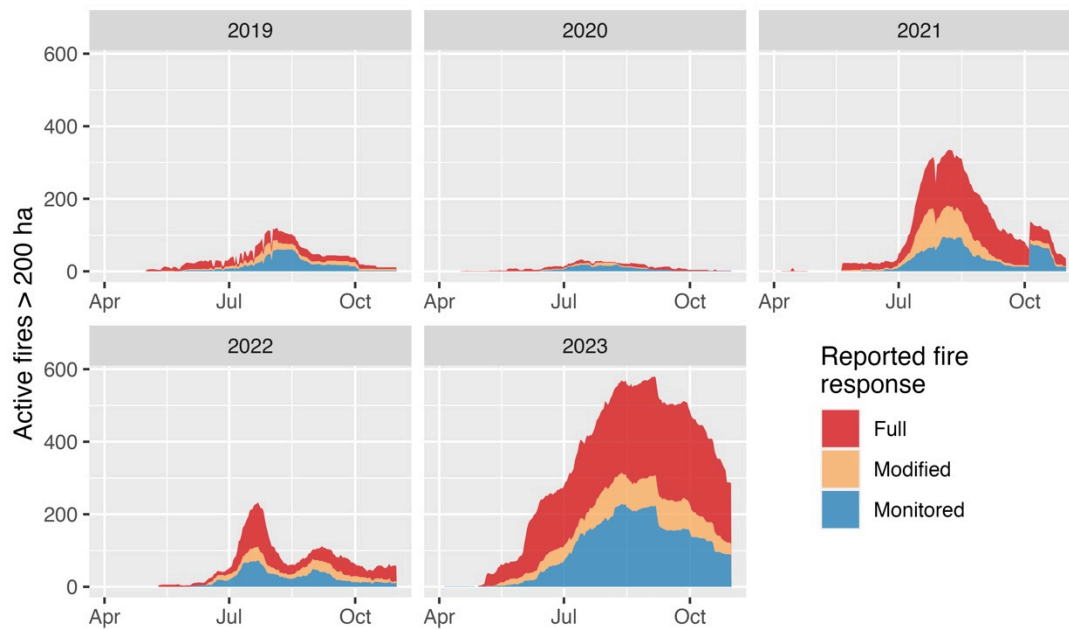 2019 2020 2021
600
400
200
0
Apr Jul Oct Apr Jul Oct Apr Jul Oct
Active fires > 200 ha
2022 2023
600
400
200
0
Apr Jul Oct Apr Jul Oct
Reported fire
response
Full
Modified
Monitored